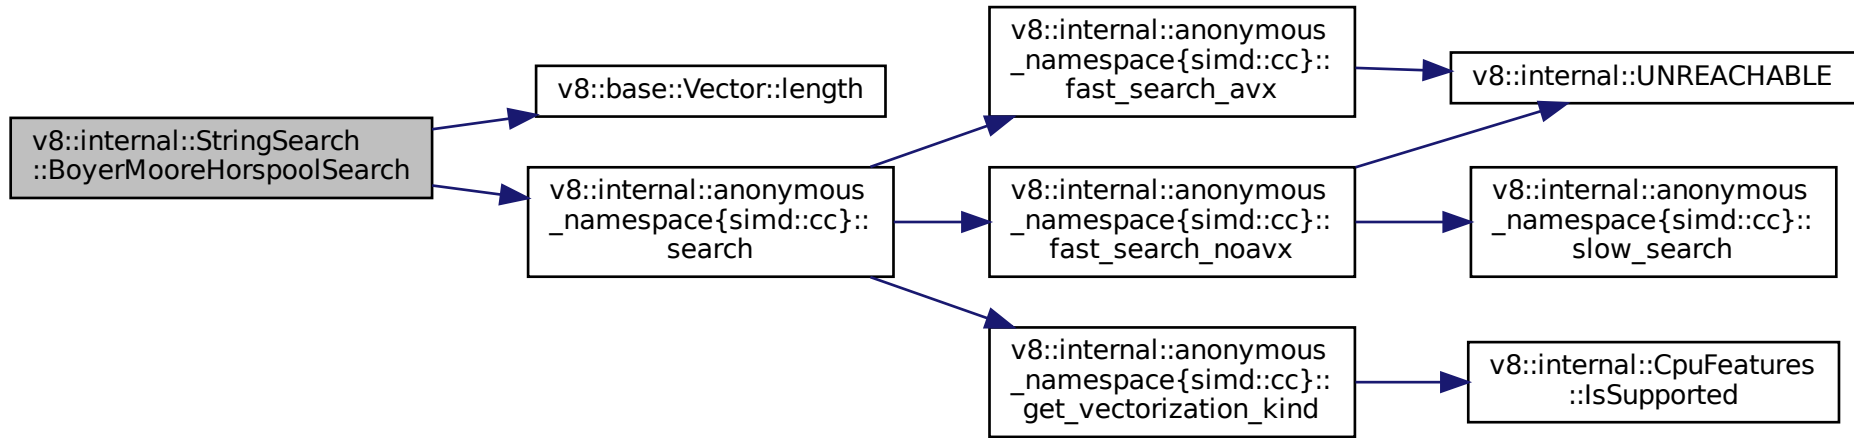 v8::internal::StringSearch
::BoyerMooreHorspoolSearch
v8::base::Vector::length
v8::internal::anonymous
_namespace{simd::cc}::
search
v8::internal::anonymous
_namespace{simd::cc}::
fast_search_avx
v8::internal::UNREACHABLE
v8::internal::anonymous
_namespace{simd::cc}::
fast_search_noavx
v8::internal::anonymous
_namespace{simd::cc}::
slow_search
v8::internal::anonymous
_namespace{simd::cc}::
get_vectorization_kind
v8::internal::CpuFeatures
::IsSupported